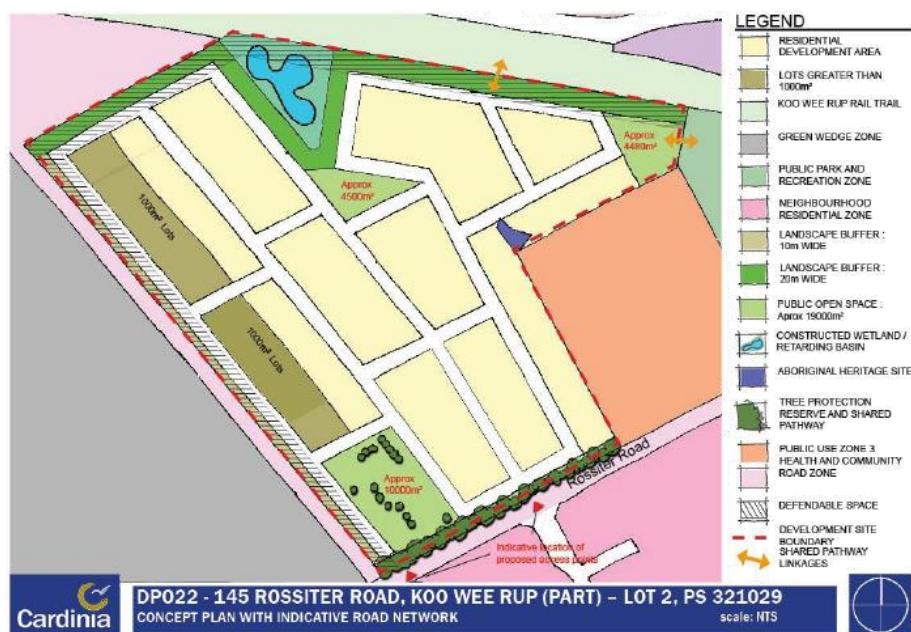 LEGEND
RESIDENTIAL
DEVELOPMENT AREA
LOTS GREATER THAN
1000m²
KOO WEE RUP RAIL TRAIL
GREEN WEDGE ZONE
PUBLIC PARK AND
RECREATION ZONE
NEIGHBOURHOOD
RESIDENTIAL ZONE
LANDSCAPE BUFFER :
10m WIDE
LANDSCAPE BUFFER :
20m WIDE
PUBLIC OPEN SPACE :
Aprox 19000m²
CONSTRUCTED WETLAND /
RETARDING BASIN
ABORIGINAL HERITAGE SITE
TREE PROTECTION
RESERVE AND SHARED
PATHWAY
PUBLIC USE ZONE 3
HEALTH AND COMMUNITY
ROAD ZONE
DEFENDABLE SPACE
DEVELOPMENT SITE
BOUNDARY
SHARED PATHWAY
LINKAGES
Approx
4480m²
Approx
4500m²
1000m² Lots
1000m² Lots
Approx
10000m²
Rossiter Road
Indicative location of
proposed access points
Cardinia
DP022 - 145 ROSSITER ROAD, KOO WEE RUP (PART) – LOT 2, PS 321029
CONCEPT PLAN WITH INDICATIVE ROAD NETWORK
scale: NTS